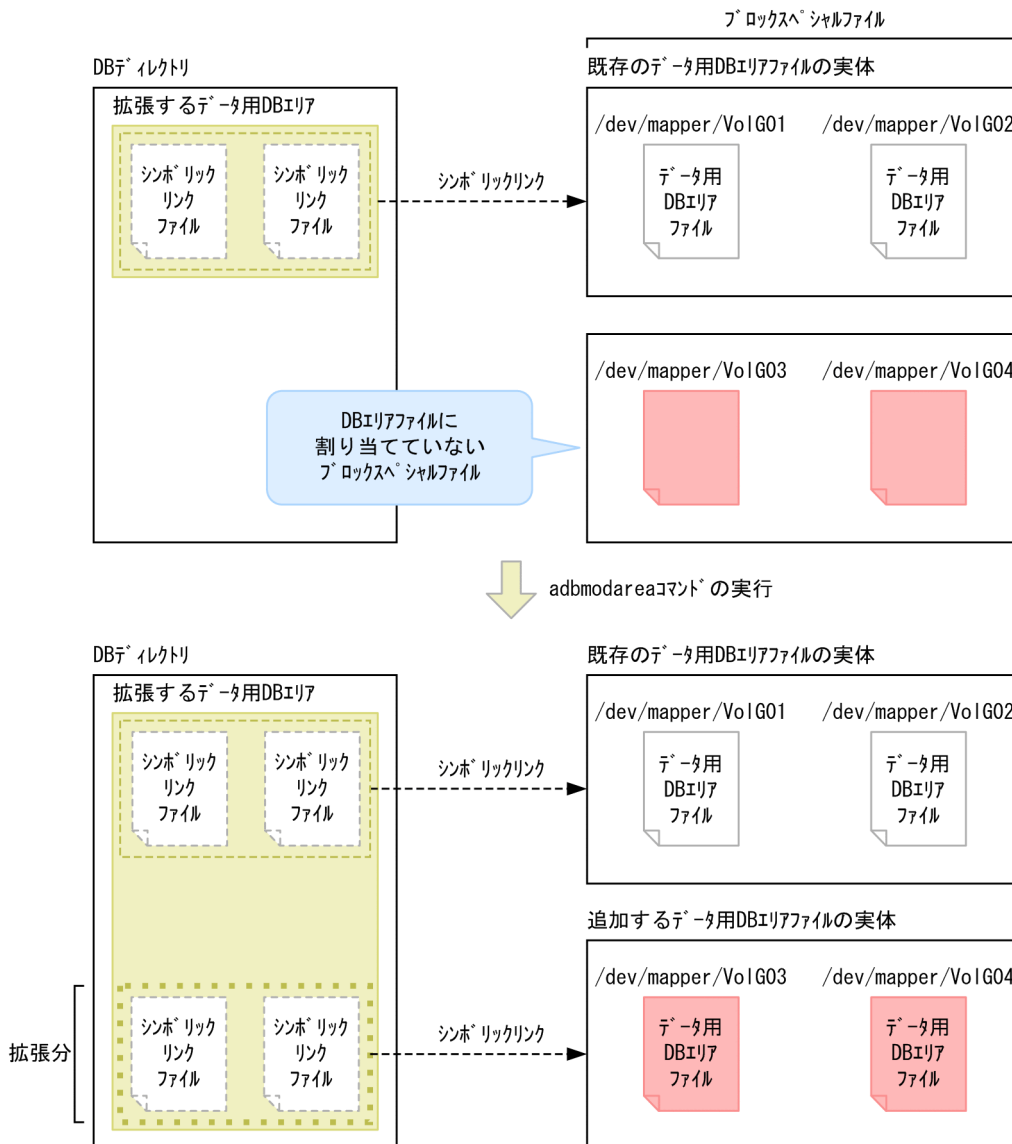 ブロックスペシャルファイル
DBディレクトリ
既存のデータ用DBエリアファイルの実体
拡張するデータ用DBエリア
/dev/mapper/VolG01
/dev/mapper/VolG02
シンボリック
リンク
ファイル
シンボリック
リンク
ファイル
シンボリックリンク
データ用
DBエリア
ファイル
データ用
DBエリア
ファイル
/dev/mapper/VolG03
/dev/mapper/VolG04
DBエリアファイルに
割り当てていない
ブロックスペシャルファイル
adbmodareaコマンドの実行
DBディレクトリ
既存のデータ用DBエリアファイルの実体
拡張するデータ用DBエリア
/dev/mapper/VolG01
/dev/mapper/VolG02
シンボリック
リンク
ファイル
シンボリック
リンク
ファイル
シンボリックリンク
データ用
DBエリア
ファイル
データ用
DBエリア
ファイル
追加するデータ用DBエリアファイルの実体
/dev/mapper/VolG03
/dev/mapper/VolG04
拡張分
シンボリック
リンク
ファイル
シンボリック
リンク
ファイル
シンボリックリンク
データ用
DBエリア
ファイル
データ用
DBエリア
ファイル